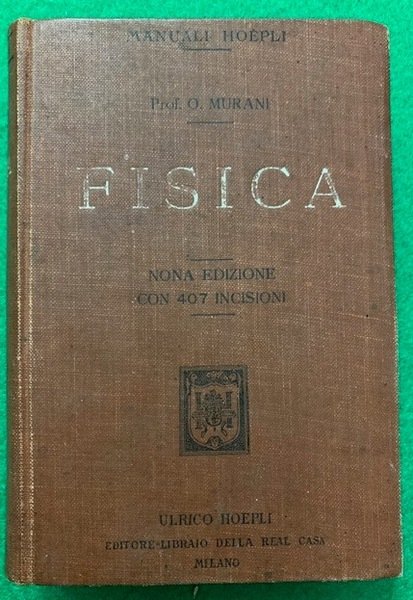 MANUALI HOEPLI
Prof. O. MURANI
FISICA
NONA EDIZIONE
CON 407 INCISIONI
ULRICO HOEPLI
EDITORE-LIBRAIO DELLA REAL CASA
MILANO